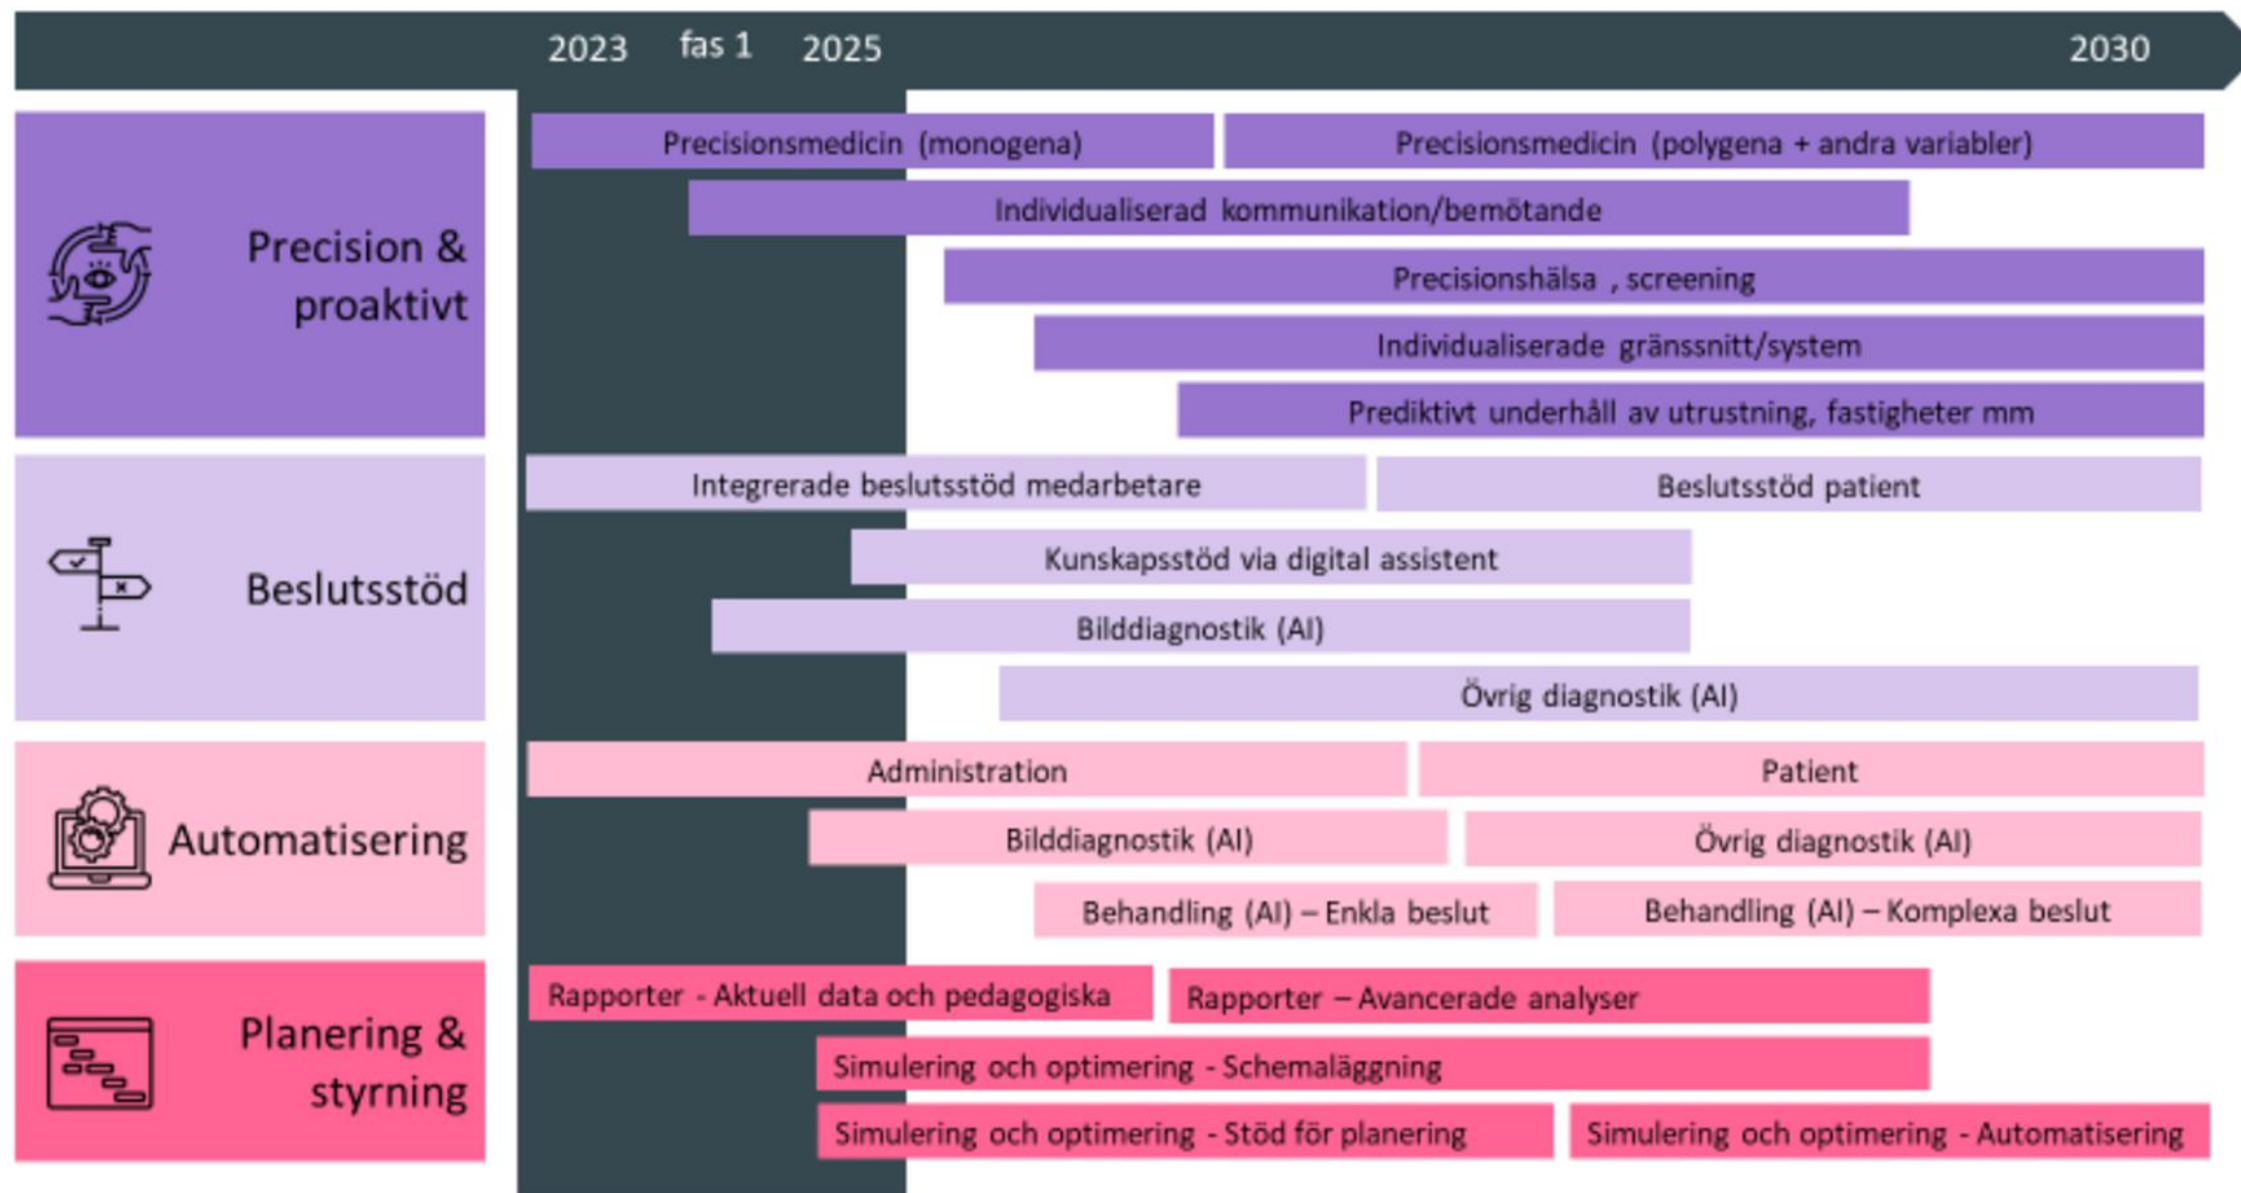 2023 fas 1 2025 2030
Precision &
proaktivt
Precisionsmedicin (monogena)
Precisionsmedicin (polygena + andra variabler)
Individualiserad kommunikation/bemötande
Precisionshälsa , screening
Individualiserade gränssnitt/system
Prediktivt underhåll av utrustning, fastigheter mm
Beslutsstöd
Integrerade beslutsstöd medarbetare
Beslutsstöd patient
Kunskapsstöd via digital assistent
Bilddiagnostik (AI)
Övrig diagnostik (AI)
Automatisering
Administration
Patient
Bilddiagnostik (AI)
Övrig diagnostik (AI)
Behandling (AI) – Enkla beslut
Behandling (AI) – Komplexa beslut
Planering &
styrning
Rapporter - Aktuell data och pedagogiska
Rapporter – Avancerade analyser
Simulering och optimering - Schemaläggning
Simulering och optimering - Stöd för planering
Simulering och optimering - Automatisering